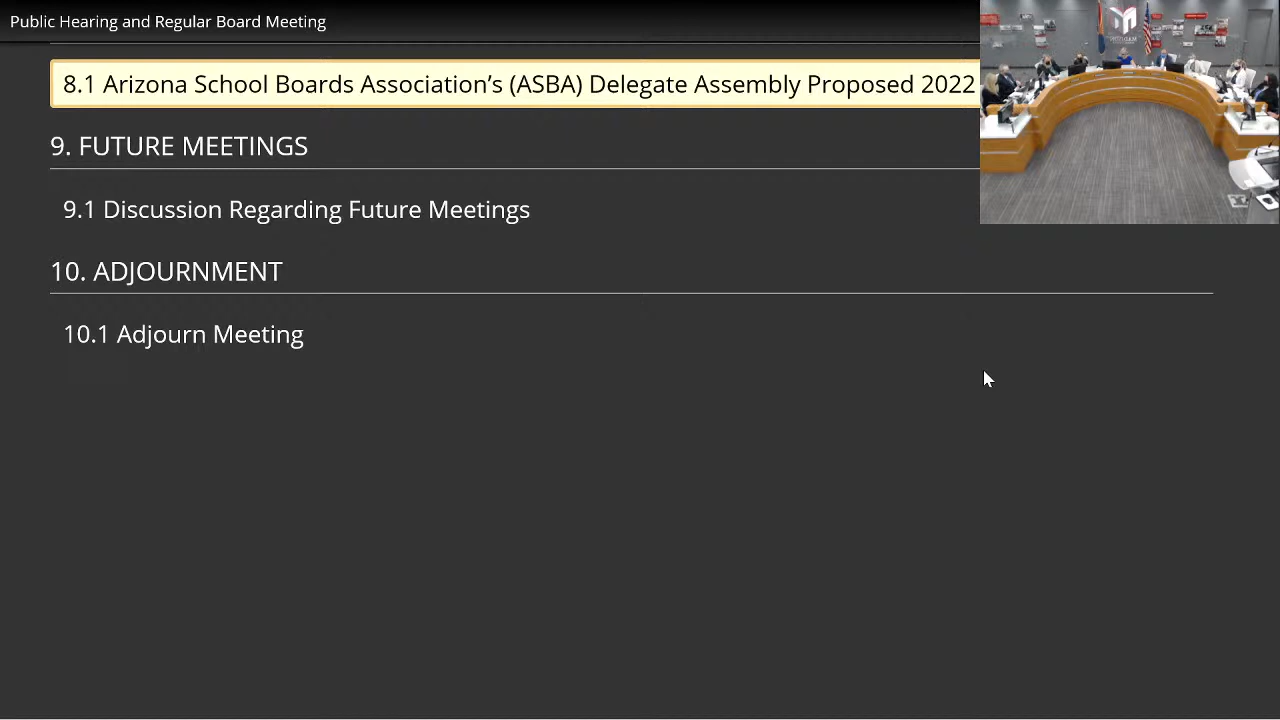 Public Hearing and Regular Board Meeting
8.1 Arizona School Boards Association’s (ASBA) Delegate Assembly Proposed 2022
9. FUTURE MEETINGS
9.1 Discussion Regarding Future Meetings
10. ADJOURNMENT
10.1 Adjourn Meeting